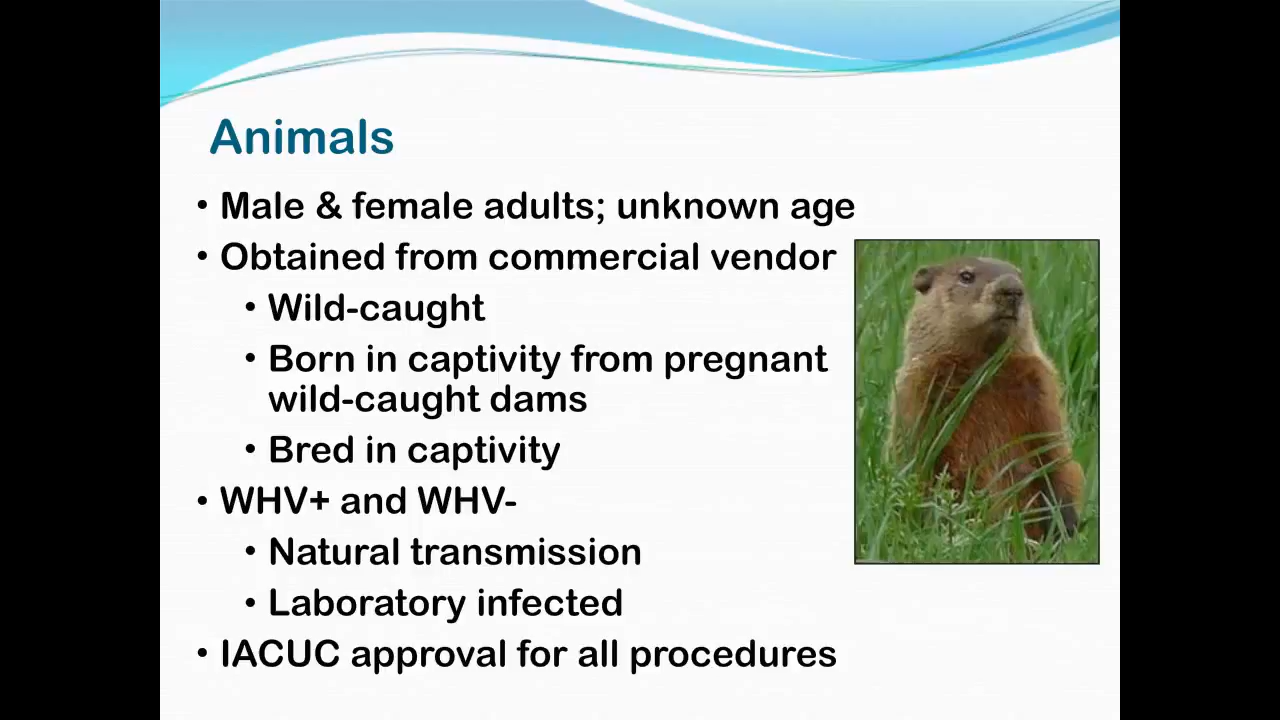 Animals
• Male & female adults; unknown age
• Obtained from commercial vendor
• Wild-caught
• Born in captivity from pregnant
wild-caught dams
• Bred in captivity
• WHV+ and WHV-
• Natural transmission
• Laboratory infected
• IACUC approval for all procedures